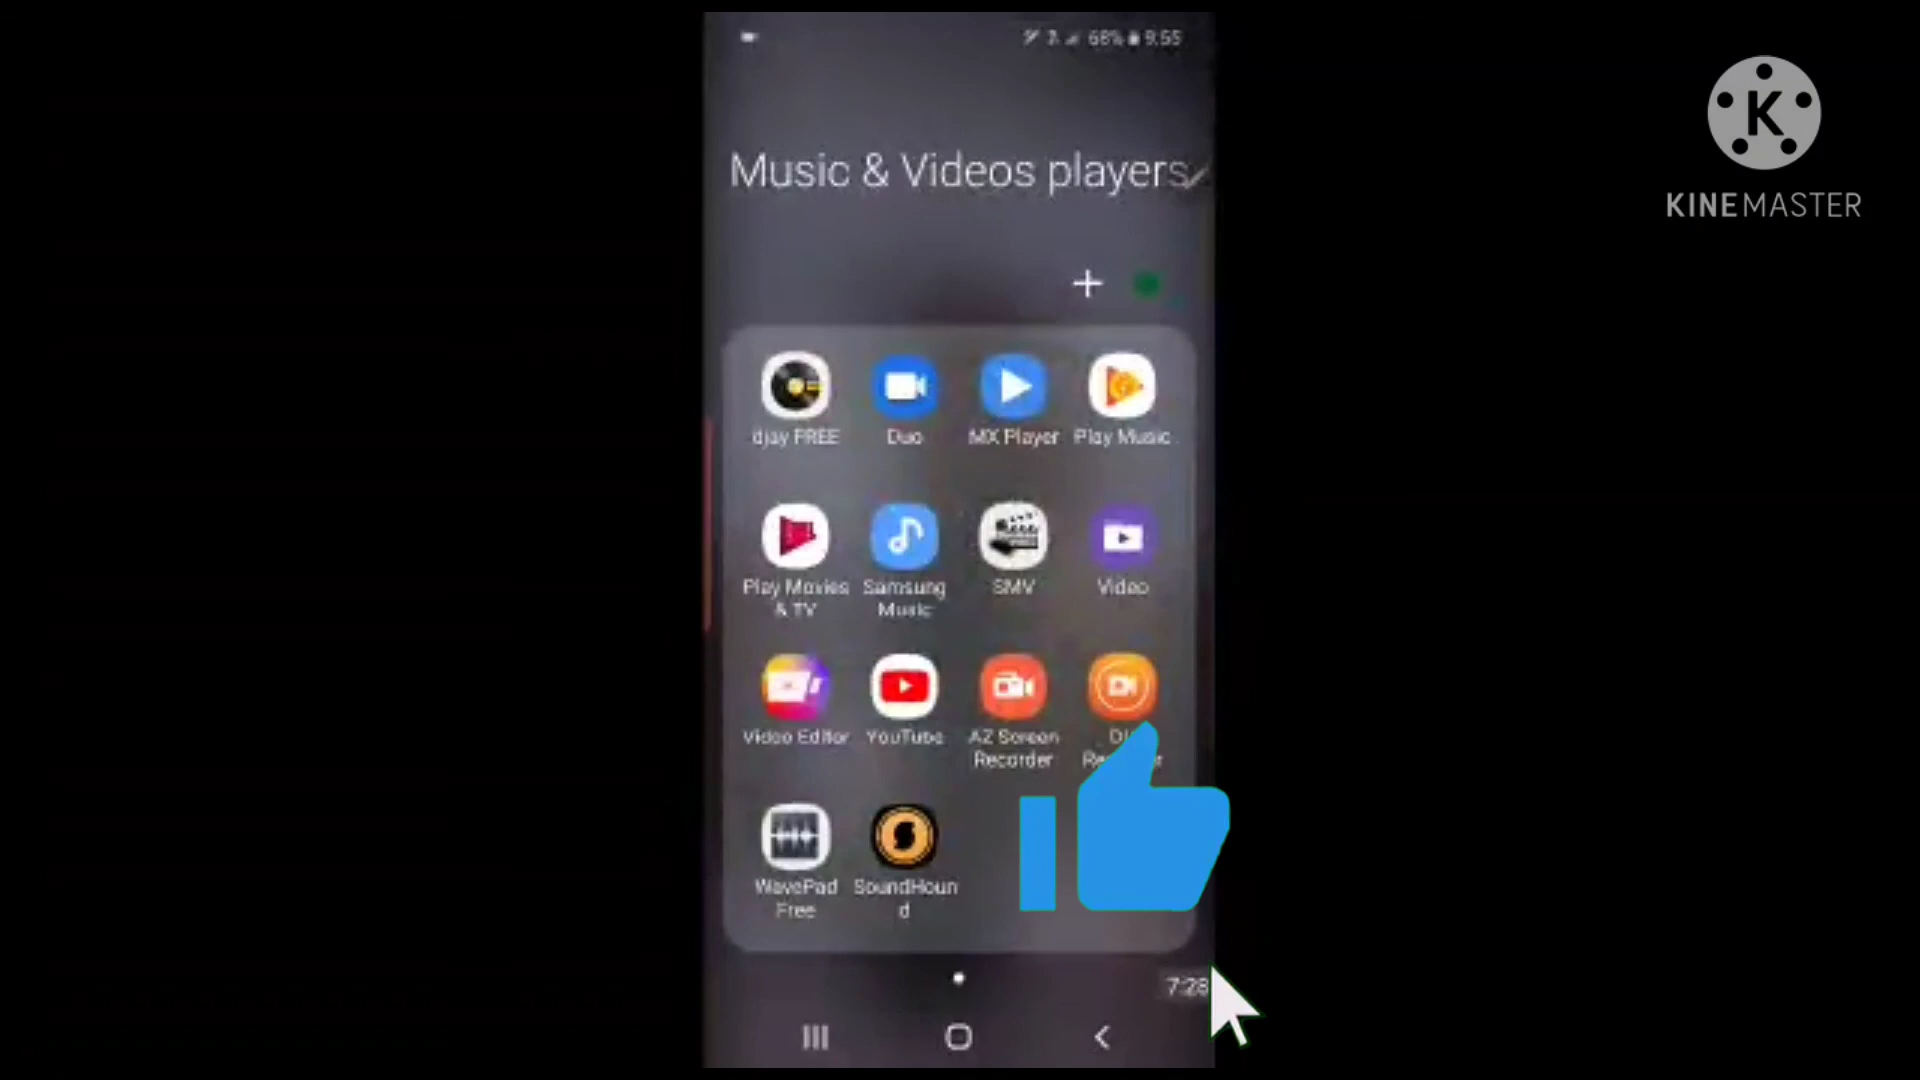 68% 9:55
K
KINEMASTER
Music & Videos players
djay FREE Duo MX Player Play Music
Play Movies Samsung SMV Video
& TV Music
Video Editor YouTube AZ Screen
Recorder
WavePad SoundHoun
Free d
7:28